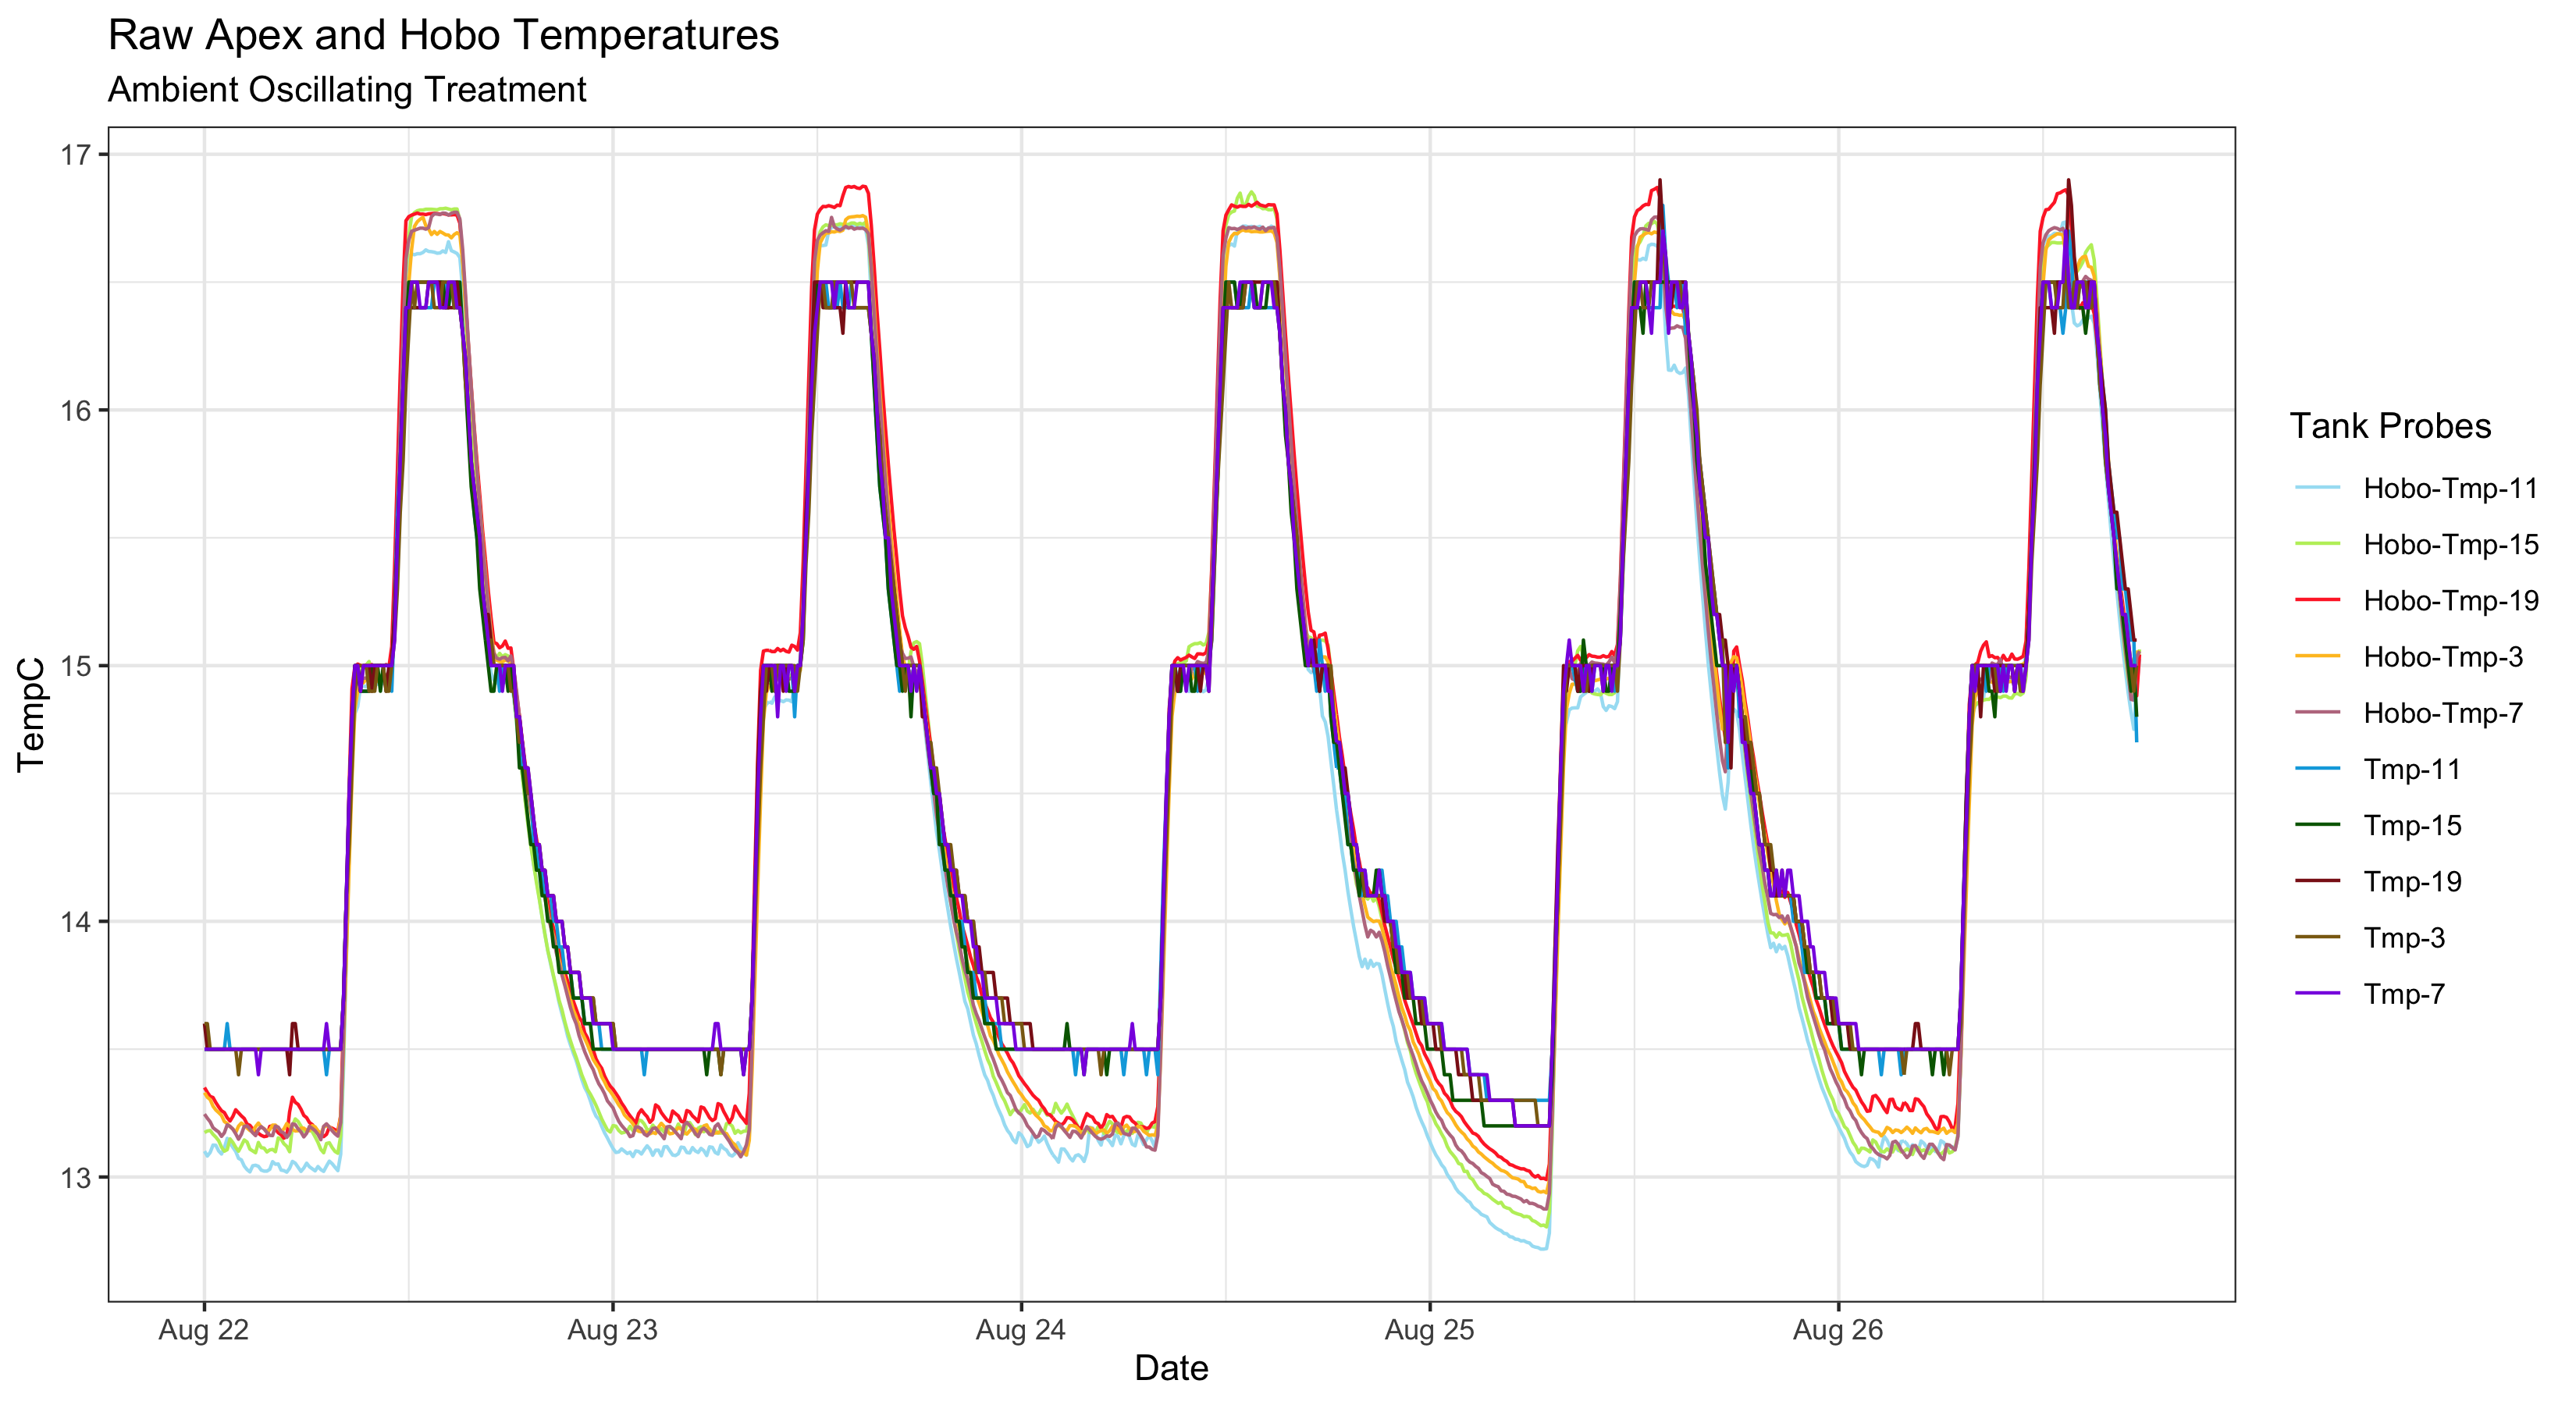 Raw Apex and Hobo Temperatures
Ambient Oscillating Treatment
TempC
17
16
15
14
13
Aug 22
Aug 23
Aug 24
Aug 25
Aug 26
Date
Tank Probes
Hobo-Tmp-11
Hobo-Tmp-15
Hobo-Tmp-19
Hobo-Tmp-3
Hobo-Tmp-7
Tmp-11
Tmp-15
Tmp-19
Tmp-3
Tmp-7